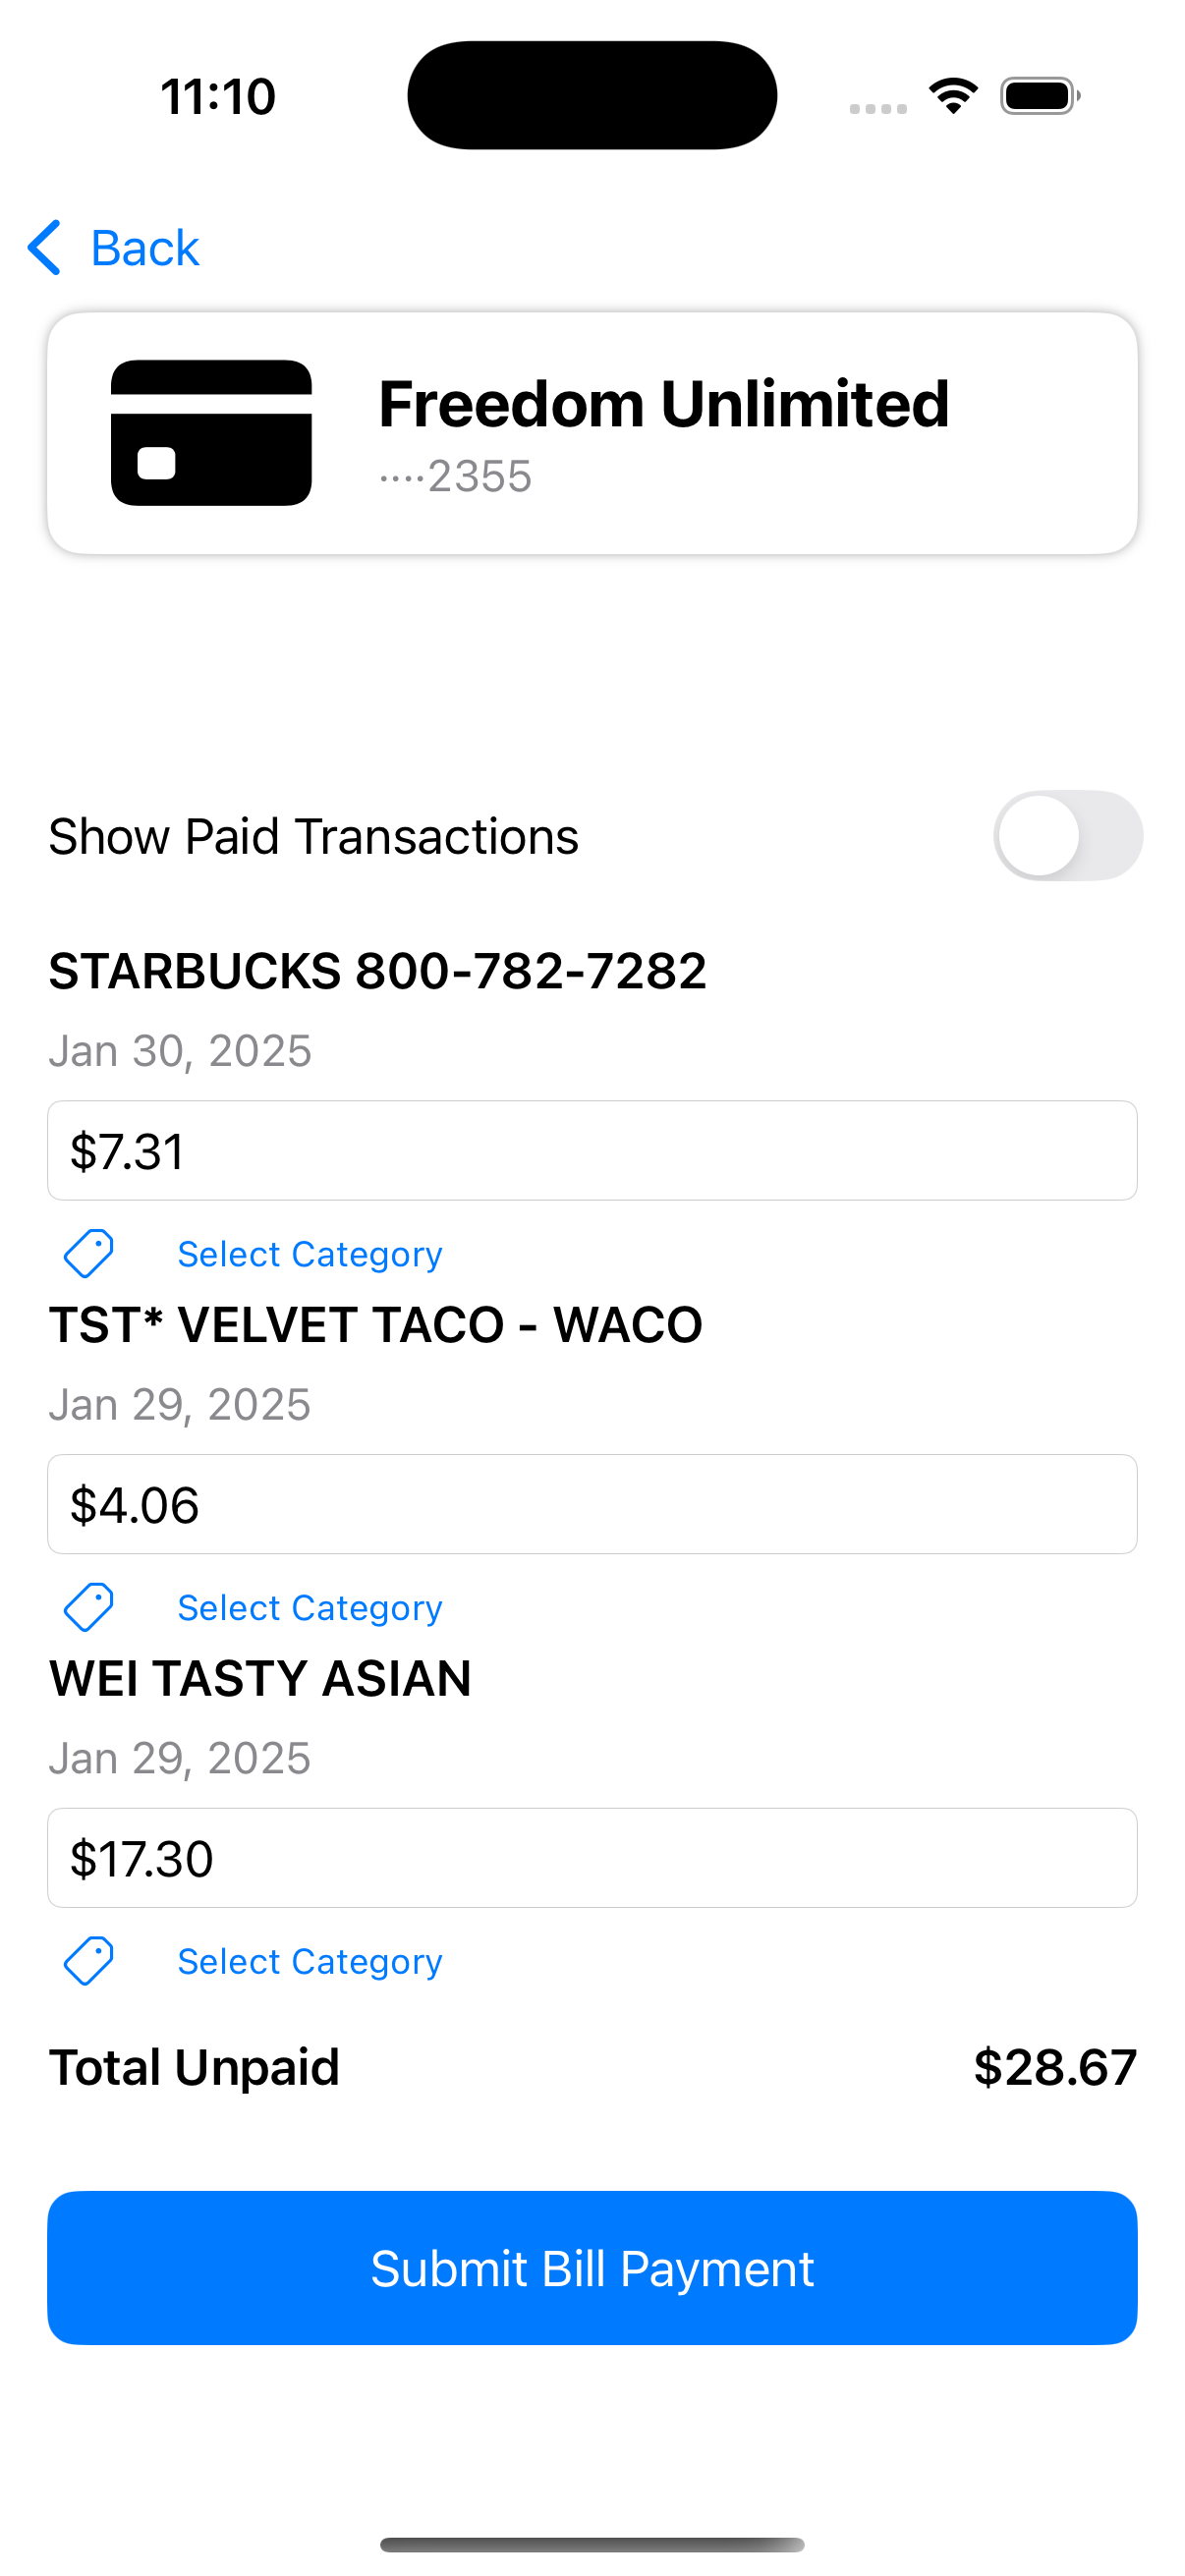 11:10
Back
Freedom Unlimited
····2355
Show Paid Transactions
STARBUCKS 800-782-7282
Jan 30, 2025
$7.31
Select Category
TST* VELVET TACO - WACO
Jan 29, 2025
$4.06
Select Category
WEI TASTY ASIAN
Jan 29, 2025
$17.30
Select Category
Total Unpaid $28.67
Submit Bill Payment